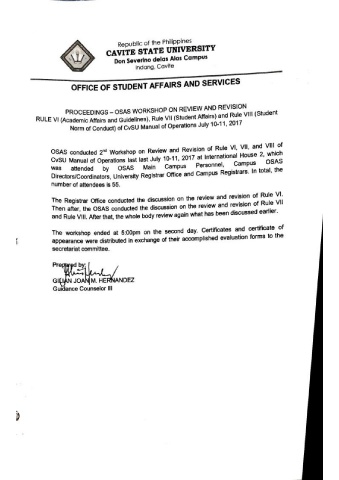 Republic of the Philippines
CAVITE STATE UNIVERSITY
Don Severino delas Alas Campus
Indang, Cavite
OFFICE OF STUDENT AFFAIRS AND SERVICES
PROCEEDINGS – OSAS WORKSHOP ON REVIEW AND REVISION
RULE VI (Academic Affairs and Guidelines), Rule VII (Student Affairs) and Rule VIII (Student
Norm of Conduct) of CvSU Manual of Operations July 10-11, 2017
OSAS conducted 2nd Workshop on Review and Revision of Rule VI, VII, and VIII of
CvSU Manual of Operations last last July 10-11, 2017 at International House 2, which
was attended by OSAS Main Campus Personnel, Campus OSAS
Directors/Coordinators, University Registrar Office and Campus Registrars. In total, the
number of attendees is 55.
The Registrar Office conducted the discussion on the review and revision of Rule VI.
Then after, the OSAS conducted the discussion on the review and revision of Rule VII
and Rule VIII. After that, the whole body review again what has been discussed earlier.
The workshop ended at 8:00pm on the second day. Certificates and certificate of
appearance were distributed in exchange of their accomplished evaluation forms to the
secretariat committee.
Prepared by:
GILIAN JOAN M. HERNANDEZ
Guidance Counselor III